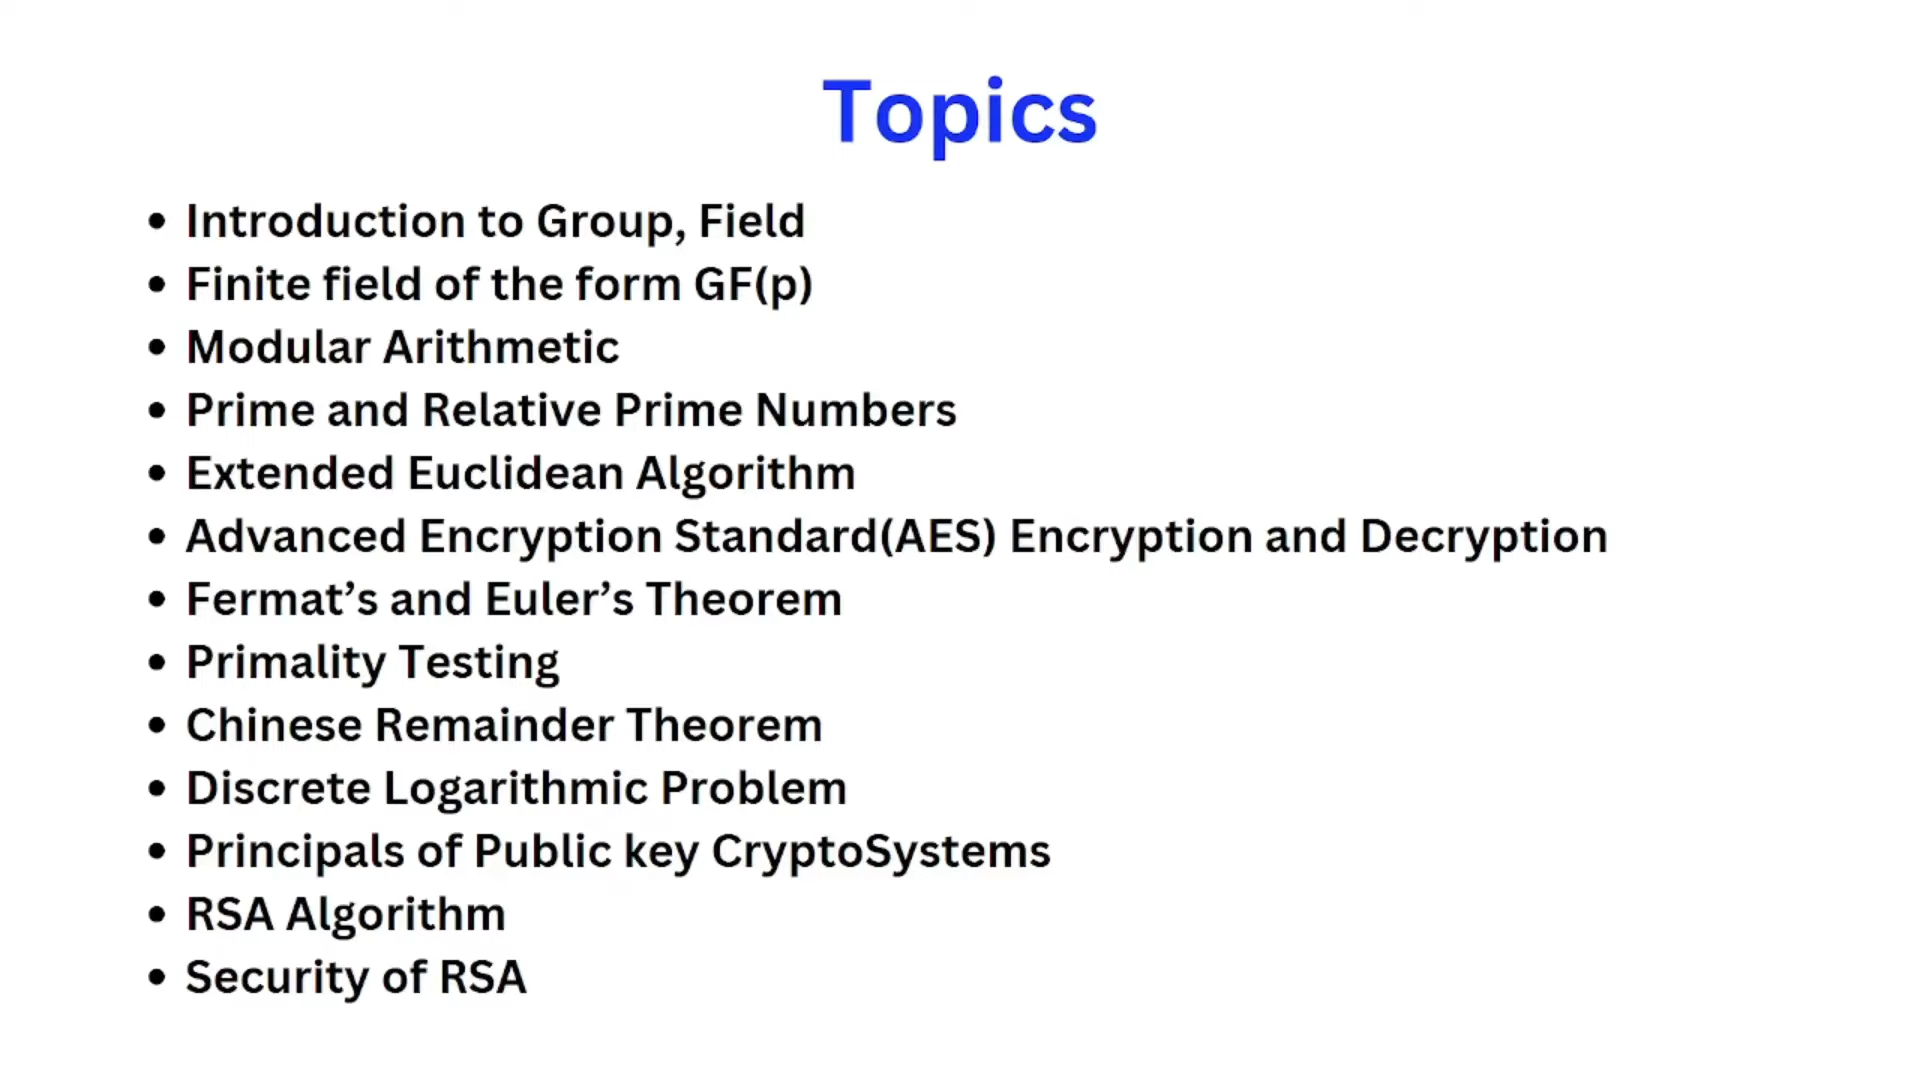 Topics
• Introduction to Group, Field
• Finite field of the form GF(p)
• Modular Arithmetic
• Prime and Relative Prime Numbers
• Extended Euclidean Algorithm
• Advanced Encryption Standard(AES) Encryption and Decryption
• Fermat’s and Euler’s Theorem
• Primality Testing
• Chinese Remainder Theorem
• Discrete Logarithmic Problem
• Principals of Public key CryptoSystems
• RSA Algorithm
• Security of RSA